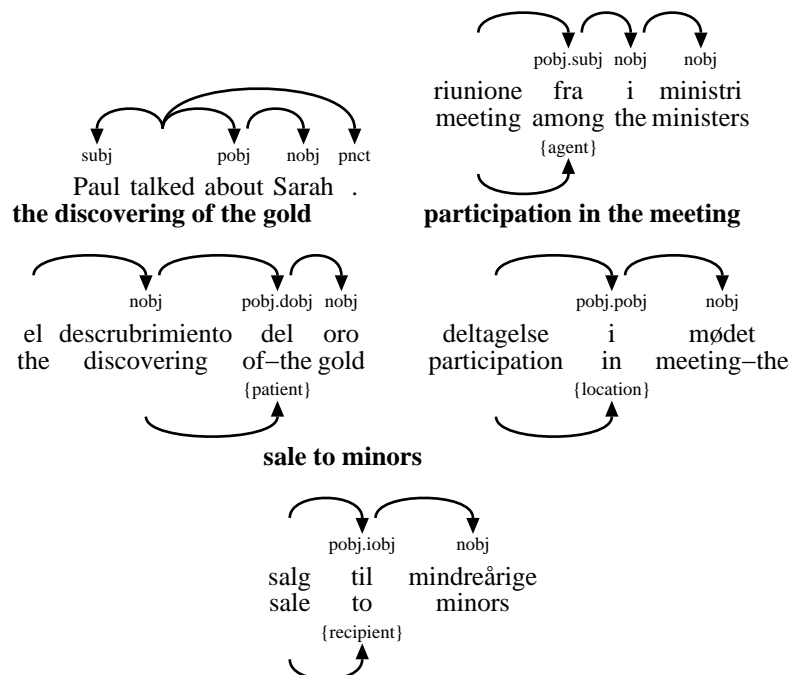 pobj.subj nobj nobj
riunione fra i ministri
meeting among the ministers
{agent}
subj pobj nobj pnct
Paul talked about Sarah .
the discovering of the gold
participation in the meeting
nobj pobj.dobj nobj
el descrubrimiento del oro
the discovering of−the gold
{patient}
pobj.pobj nobj
deltagelse i mødet
participation in meeting−the
{location}
sale to minors
pobj.iobj nobj
salg til mindreårige
sale to minors
{recipient}